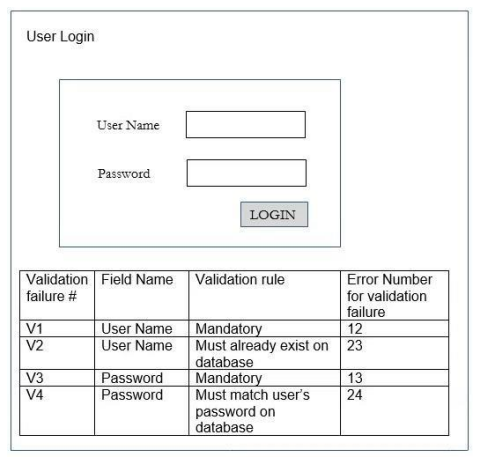 User Login
User Name
Password
LOGIN
Validation failure # Field Name Validation rule Error Number for validation failure
V1 User Name Mandatory 12
V2 User Name Must already exist on database 23
V3 Password Mandatory 13
V4 Password Must match user's password on database 24